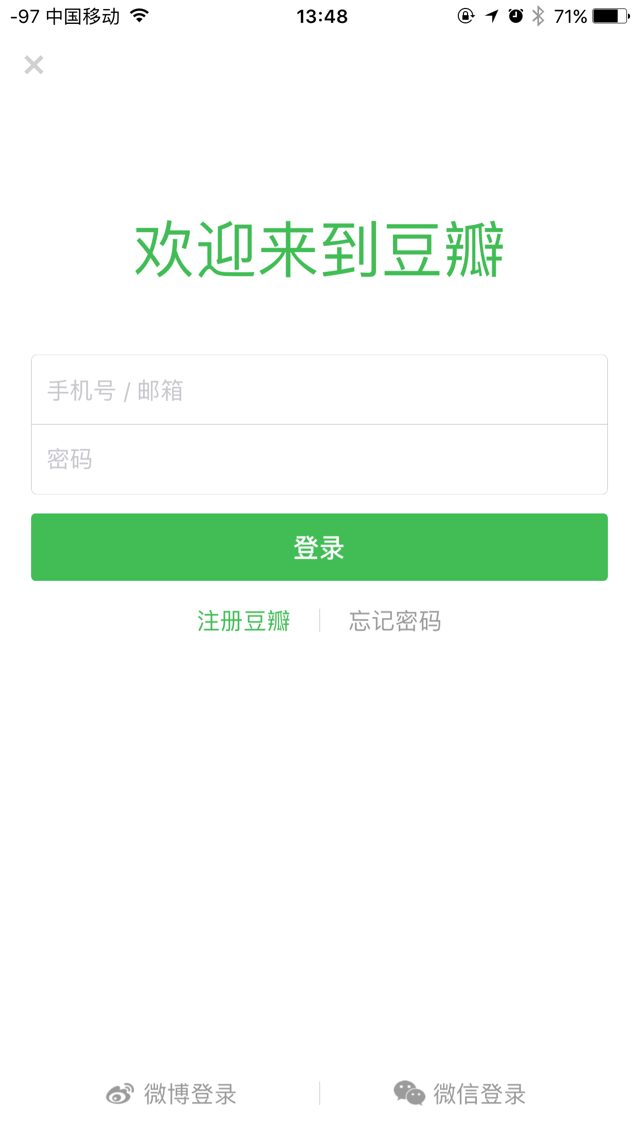 -97 中国移动 13:48 71%
欢迎来到豆瓣
手机号 / 邮箱
密码
登录
注册豆瓣 忘记密码
微博登录 微信登录